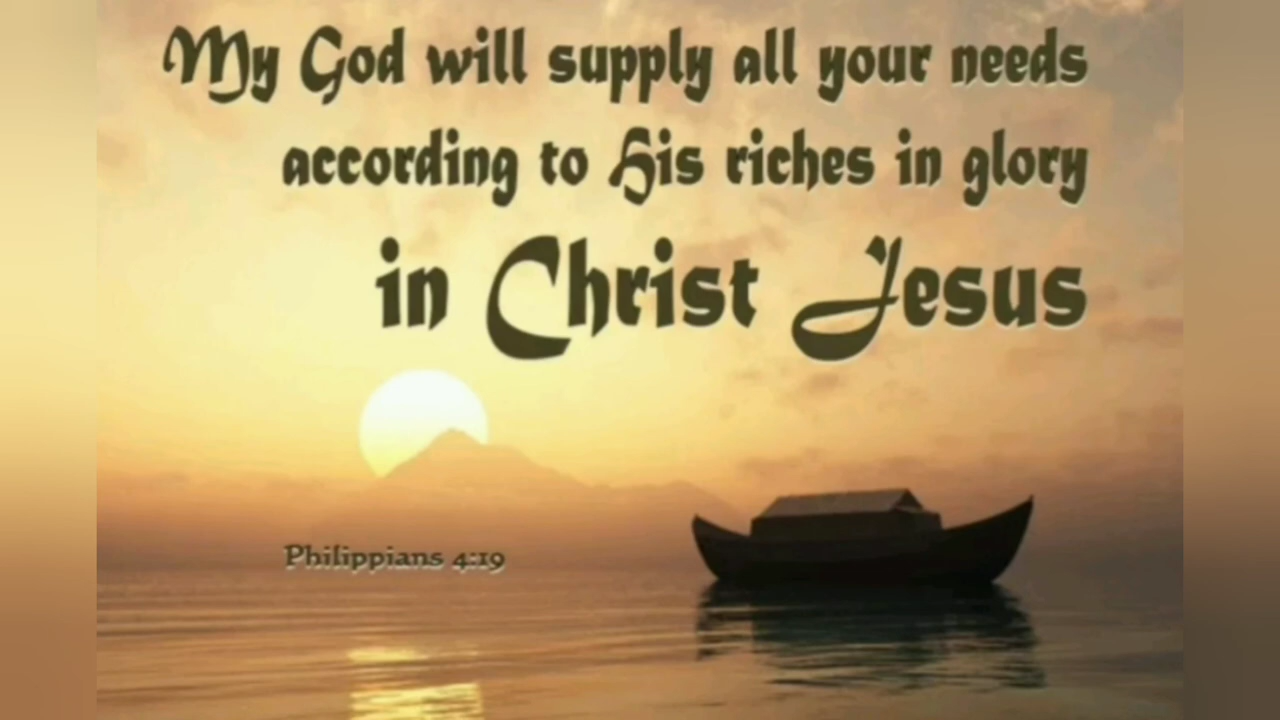 My God will supply all your needs
according to His riches in glory
in Christ Jesus
Philippians 4:19